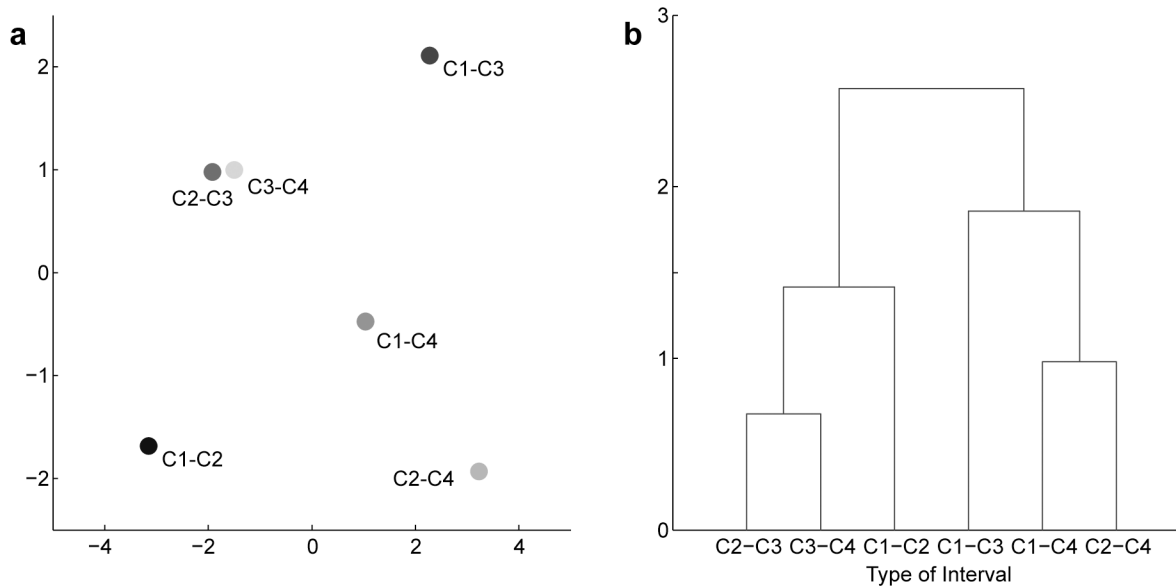 a
2
1
0
−1
−2
−4
−2
0
2
4
C1-C3
C2-C3
C3-C4
C1-C4
C1-C2
C2-C4
b
3
2
1
0
C2−C3 C3−C4 C1−C2 C1−C3 C1−C4 C2−C4
Type of Interval